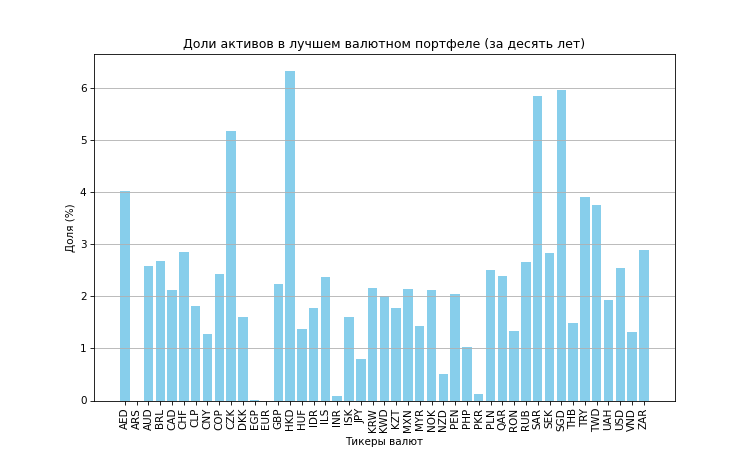 Доли активов в лучшем валютном портфеле (за десять лет)
Доля (%)
6
5
4
3
2
1
0
AED ARS AUD BRL CAD CHF CLP CNY COP CZK DKK EGP EUR GBP HKD HUF IDR ILS INR ISK JPY KRW KWD KZT MXN MYR NOK NZD PEN PHP PKR PLN QAR RON RUB SAR SEK SGD THB TRY TWD UAH USD VND ZAR
Тикеры валют